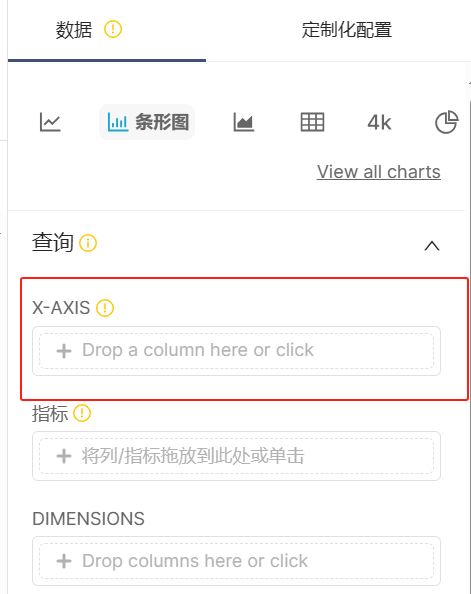 数据
定制化配置
条形图
4k
View all charts
查询
X-AXIS
Drop a column here or click
指标
将列/指标拖放到此处或单击
DIMENSIONS
Drop columns here or click